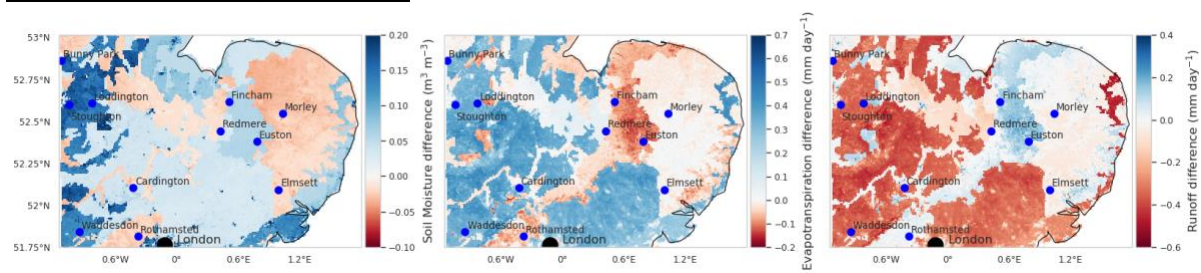 53°N
52.75°N
52.5°N
52.25°N
52°N
51.75°N
Bunny Park
Loddington
Stoughton
Fincham
Morley
Redmere
Euston
Cardington
Elmsett
Waddesdon
Rothamsted
London
0.6°W
0°
0.6°E
1.2°E
0.20
0.15
0.10
0.05
0.00
−0.05
−0.10
Soil Moisture difference (m³ m⁻³)
Bunny Park
Loddington
Stoughton
Fincham
Morley
Redmere
Euston
Cardington
Elmsett
Waddesdon
Rothamsted
London
0.6°W
0°
0.6°E
1.2°E
0.7
0.6
0.5
0.4
0.3
0.2
0.1
0.0
−0.1
−0.2
Evapotranspiration difference (mm day⁻¹)
Bunny Park
Loddington
Stoughton
Fincham
Morley
Redmere
Euston
Cardington
Elmsett
Waddesdon
Rothamsted
London
0.6°W
0°
0.6°E
1.2°E
0.4
0.2
0.0
−0.2
−0.4
−0.6
Runoff difference (mm day⁻¹)